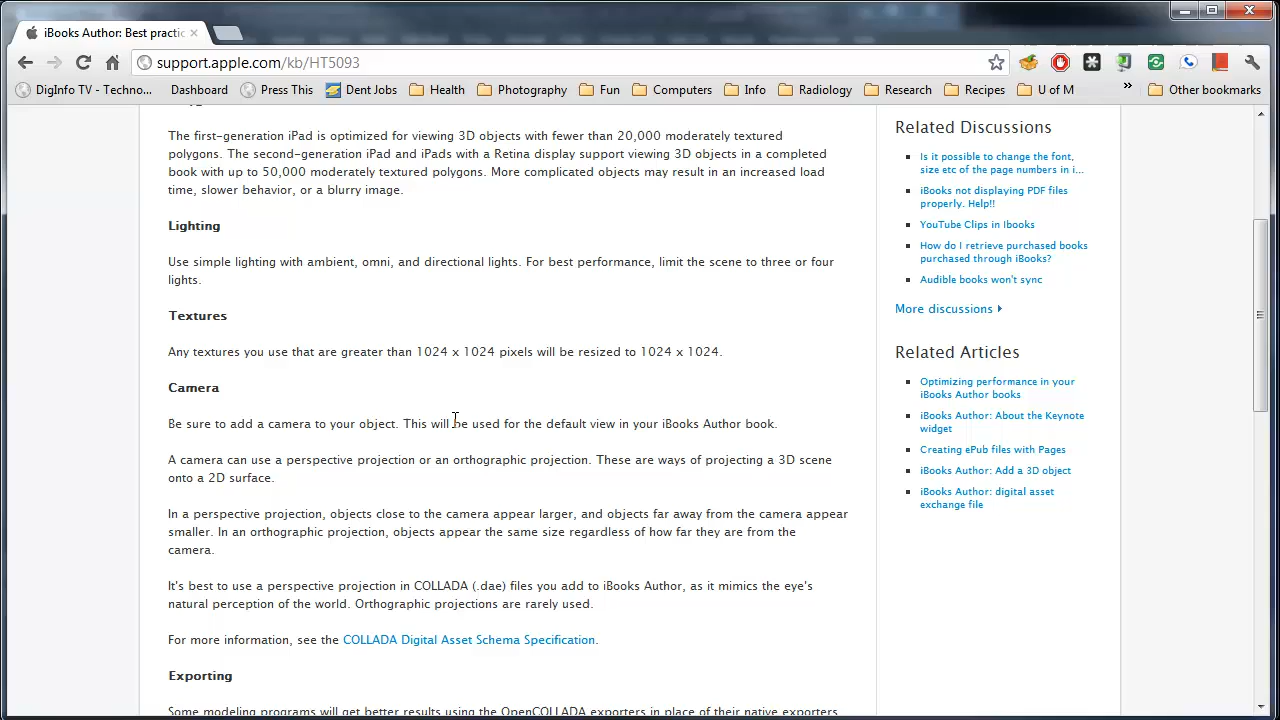 iBooks Author: Best practic
support.apple.com/kb/HT5093
DigInfo TV - Techno... Dashboard Press This Dent Jobs Health Photography Fun Computers Info Radiology Research Recipes U of M » Other bookmarks
The first-generation iPad is optimized for viewing 3D objects with fewer than 20,000 moderately textured
polygons. The second-generation iPad and iPads with a Retina display support viewing 3D objects in a completed
book with up to 50,000 moderately textured polygons. More complicated objects may result in an increased load
time, slower behavior, or a blurry image.
Lighting
Use simple lighting with ambient, omni, and directional lights. For best performance, limit the scene to three or four
lights.
Textures
Any textures you use that are greater than 1024 x 1024 pixels will be resized to 1024 x 1024.
Camera
Be sure to add a camera to your object. This will be used for the default view in your iBooks Author book.
A camera can use a perspective projection or an orthographic projection. These are ways of projecting a 3D scene
onto a 2D surface.
In a perspective projection, objects close to the camera appear larger, and objects far away from the camera appear
smaller. In an orthographic projection, objects appear the same size regardless of how far they are from the
camera.
It's best to use a perspective projection in COLLADA (.dae) files you add to iBooks Author, as it mimics the eye's
natural perception of the world. Orthographic projections are rarely used.
For more information, see the COLLADA Digital Asset Schema Specification.
Exporting
Some modeling programs will get better results using the OpenCOLLADA exporters in place of their native exporters
Related Discussions
Is it possible to change the font,
size etc of the page numbers in i...
iBooks not displaying PDF files
properly. Help!!
YouTube Clips in Ibooks
How do I retrieve purchased books
purchased through iBooks?
Audible books won't sync
More discussions
Related Articles
Optimizing performance in your
iBooks Author books
iBooks Author: About the Keynote
widget
Creating ePub files with Pages
iBooks Author: Add a 3D object
iBooks Author: digital asset
exchange file